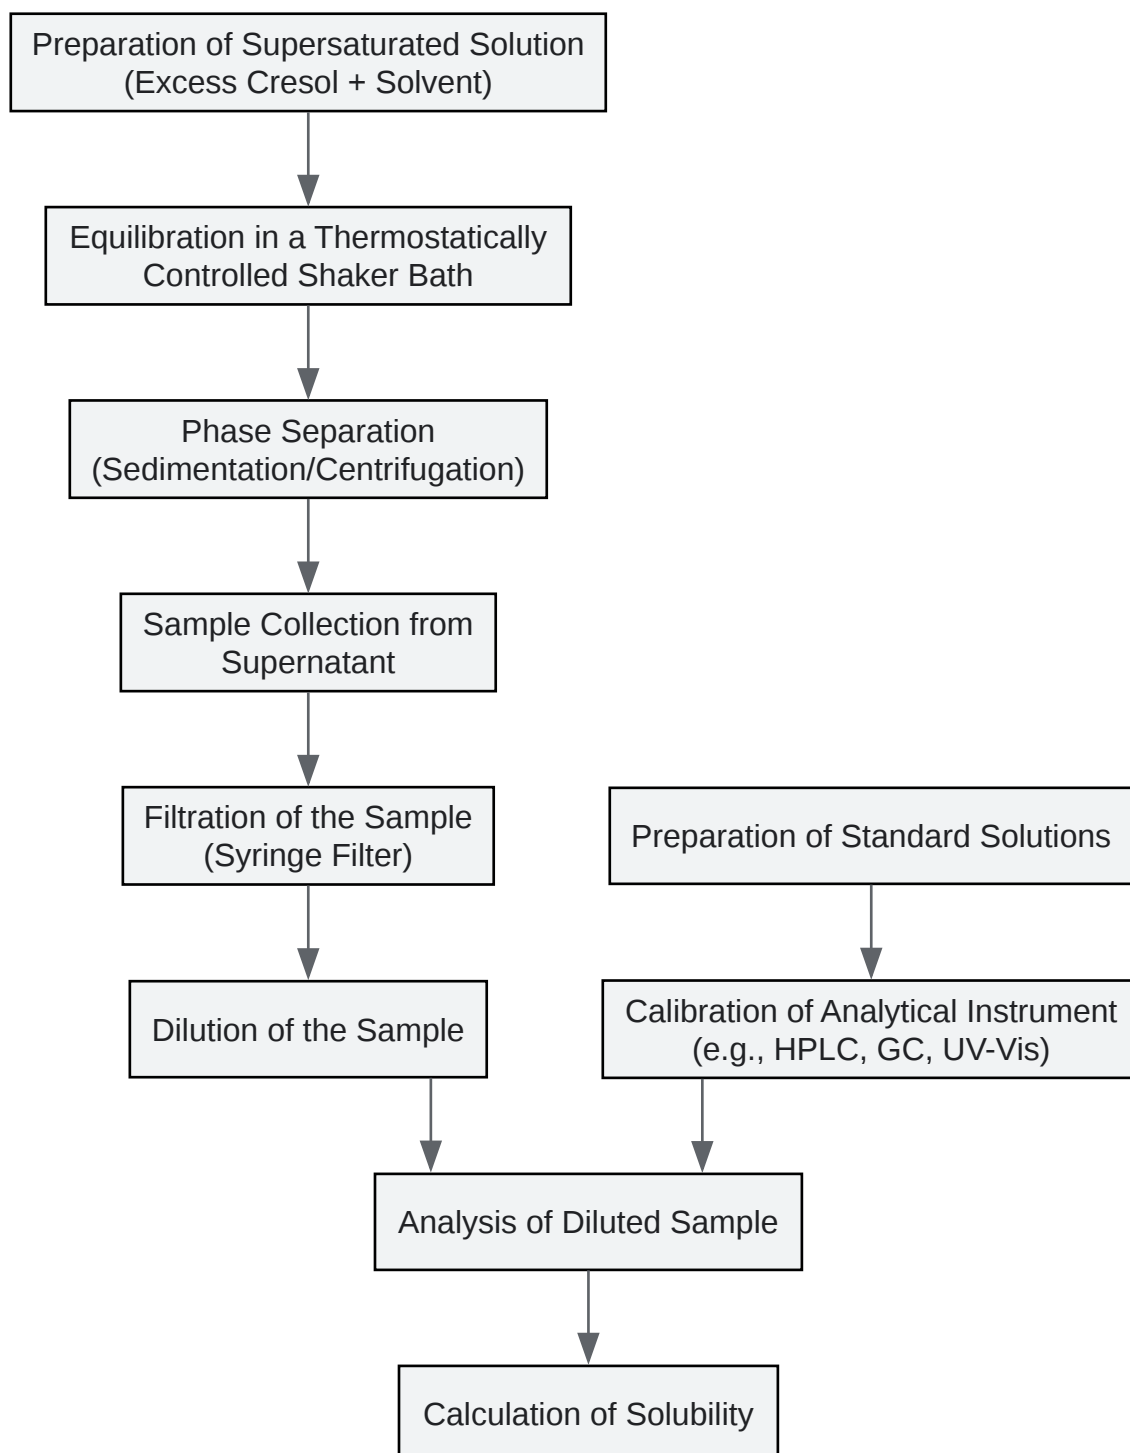 Preparation of Supersaturated Solution
(Excess Cresol + Solvent)
Equilibration in a Thermostatically
Controlled Shaker Bath
Phase Separation
(Sedimentation/Centrifugation)
Sample Collection from
Supernatant
Filtration of the Sample
(Syringe Filter)
Preparation of Standard Solutions
Dilution of the Sample
Calibration of Analytical Instrument
(e.g., HPLC, GC, UV-Vis)
Analysis of Diluted Sample
Calculation of Solubility